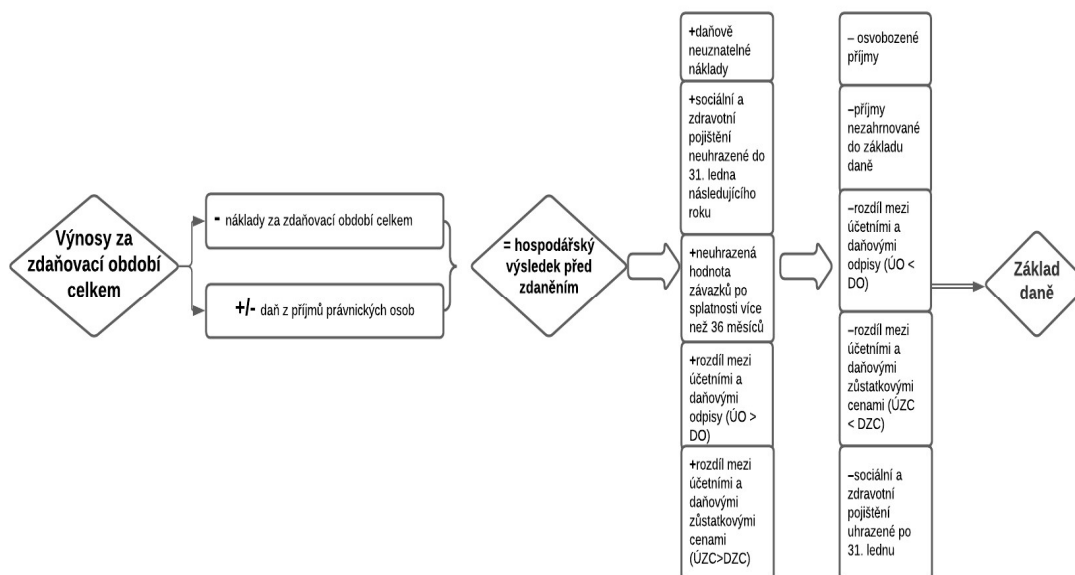 Výnosy za
zdaňovací období
celkem
- náklady za zdaňovací období celkem
+/- daň z příjmů právnických osob
= hospodářský
výsledek před
zdaněním
+daňově
neuznatelné
náklady
+sociální a
zdravotní
pojištění
neuhrazené do
31. ledna
následujícího
roku
+neuhrazená
hodnota
závazků po
splatnosti více
než 36 měsíců
+rozdíl mezi
účetními a
daňovými
odpisy (ÚO >
DO)
+rozdíl mezi
účetními a
daňovými
zůstatkovými
cenami
(ÚZC>DZC)
– osvobozené
příjmy
–příjmy
nezahrnované
do základu
daně
–rozdíl mezi
účetními a
daňovými
odpisy (ÚO <
DO)
–rozdíl mezi
účetními a
daňovými
zůstatkovými
cenami (ÚZC
< DZC)
–sociální a
zdravotní
pojištění
uhrazené po
31. lednu
Základ
daně